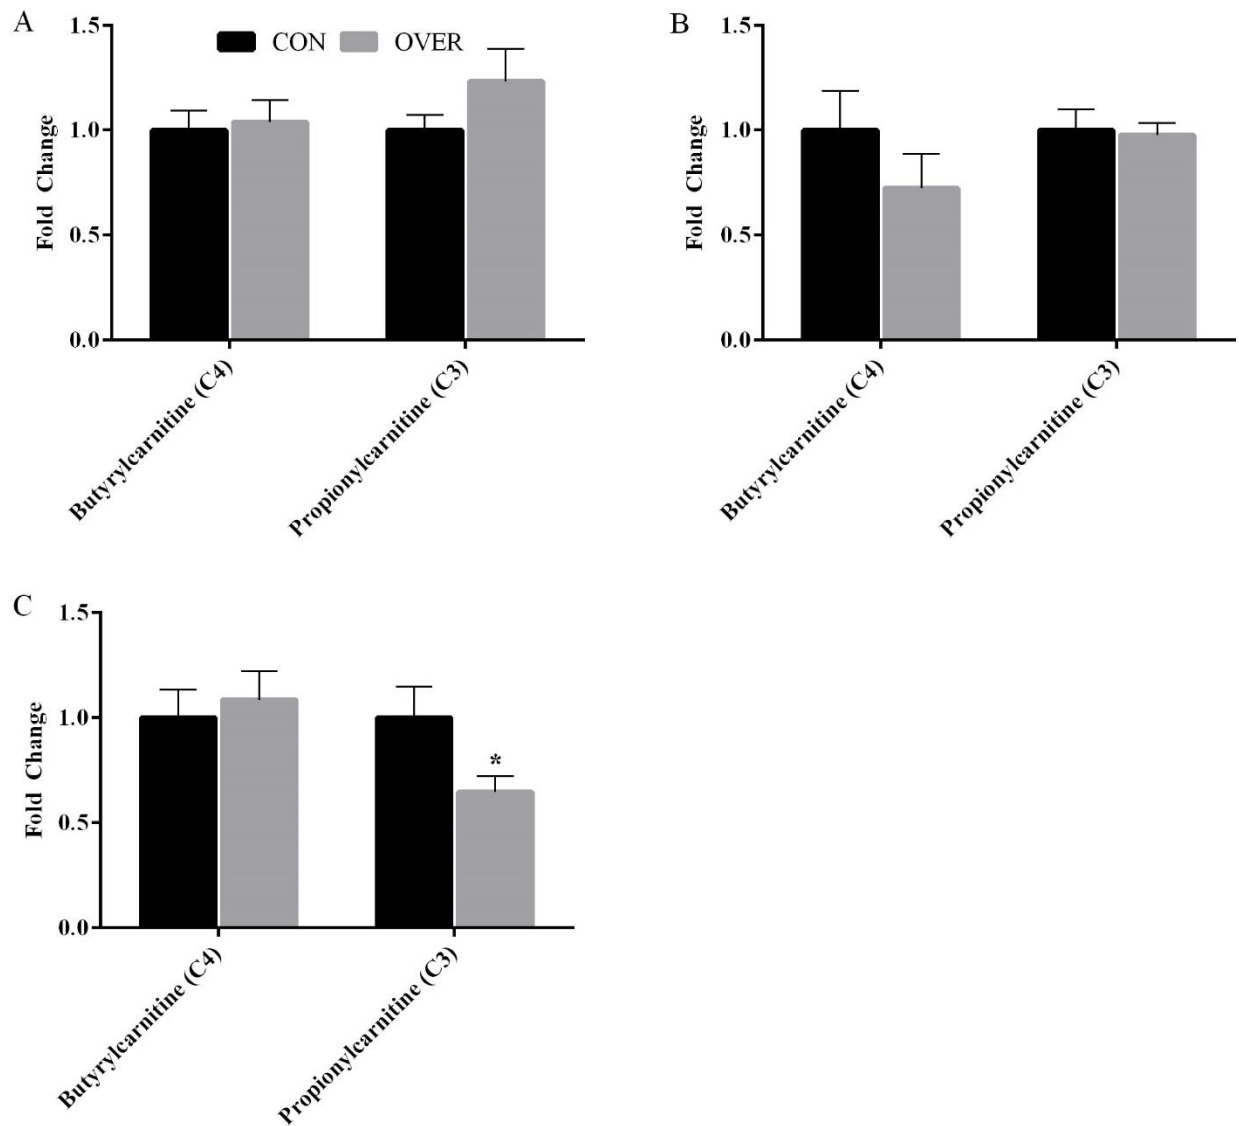 A
1.5
CON OVER
1.0
0.5
0.0
Fold Change
Butyrylcarnitine (C4)
Propionylcarnitine (C3)
B
1.5
1.0
0.5
0.0
Fold Change
Butyrylcarnitine (C4)
Propionylcarnitine (C3)
C
1.5
1.0
0.5
0.0
Fold Change
*
Butyrylcarnitine (C4)
Propionylcarnitine (C3)